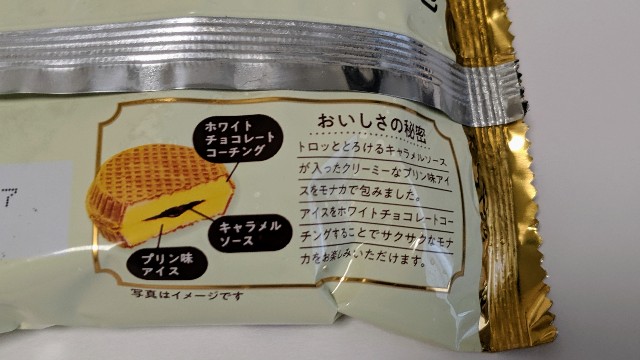 おいしさの秘密
トロッととろけるキャラメルソース
が入ったクリーミーなプリン味アイ
スをモナカで包みました。
アイスをホワイトチョコレートコー
チングすることでサクサクなモナ
カをお楽しみいただけます。
ホワイト
チョコレート
コーチング
キャラメル
ソース
プリン味
アイス
写真はイメージです
7